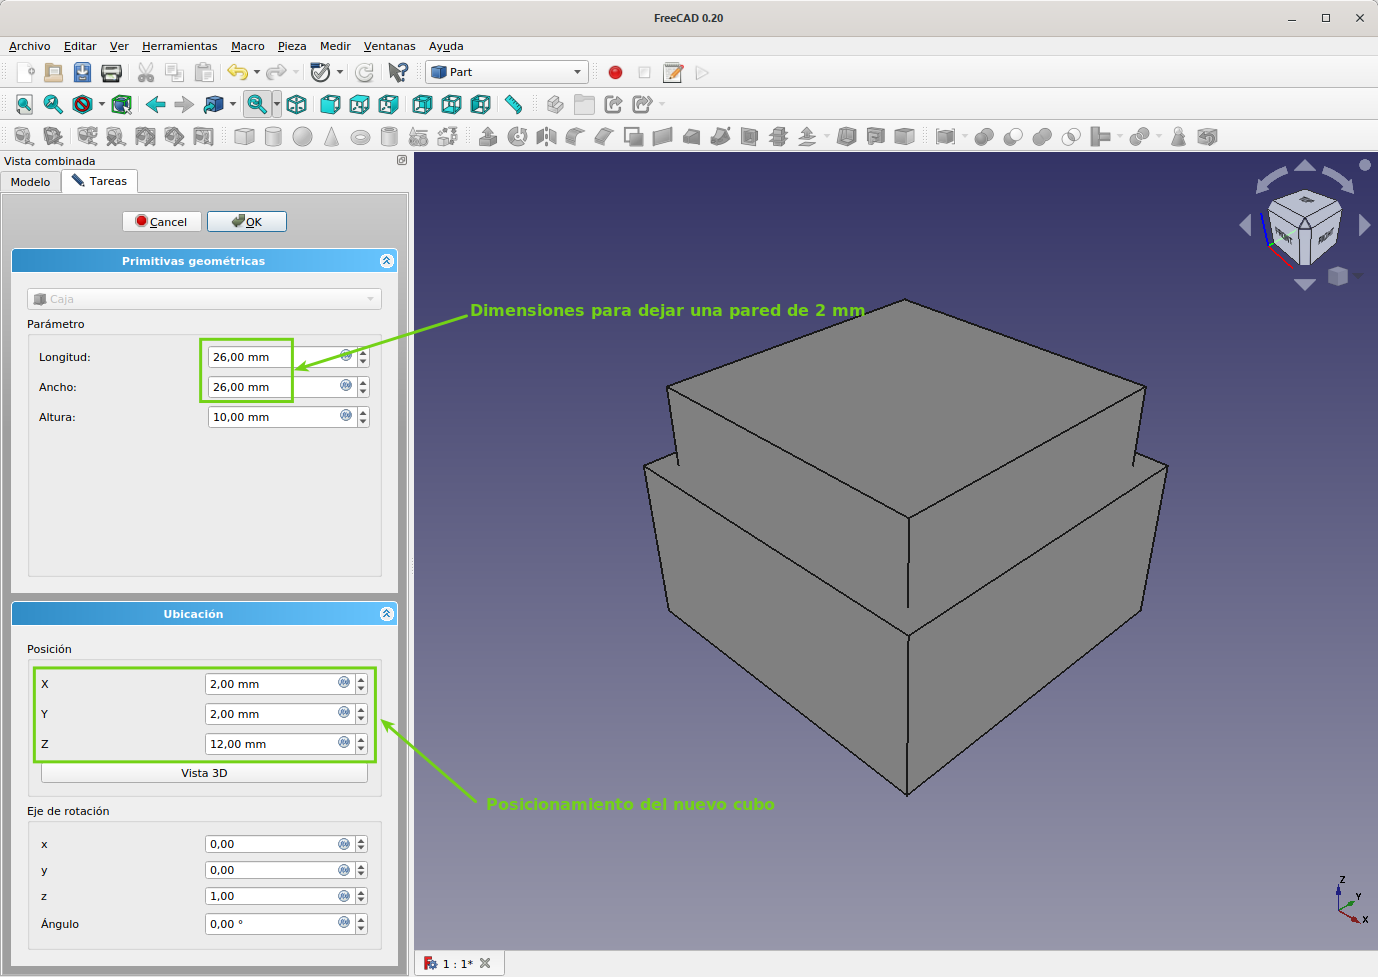 FreeCAD 0.20
Archivo Editar Ver Herramientas Macro Pieza Medir Ventanas Ayuda
Part
Vista combinada
Modelo Tareas
Cancel OK
Primitivas geométricas
Caja
Parámetro
Longitud: 26,00 mm
Ancho: 26,00 mm
Altura: 10,00 mm
Dimensiones para dejar una pared de 2 mm
Ubicación
Posición
X 2,00 mm
Y 2,00 mm
Z 12,00 mm
Vista 3D
Posicionamiento del nuevo cubo
Eje de rotación
x 0,00
y 0,00
z 1,00
Ángulo 0,00 °
Z
Y
X
1 : 1*